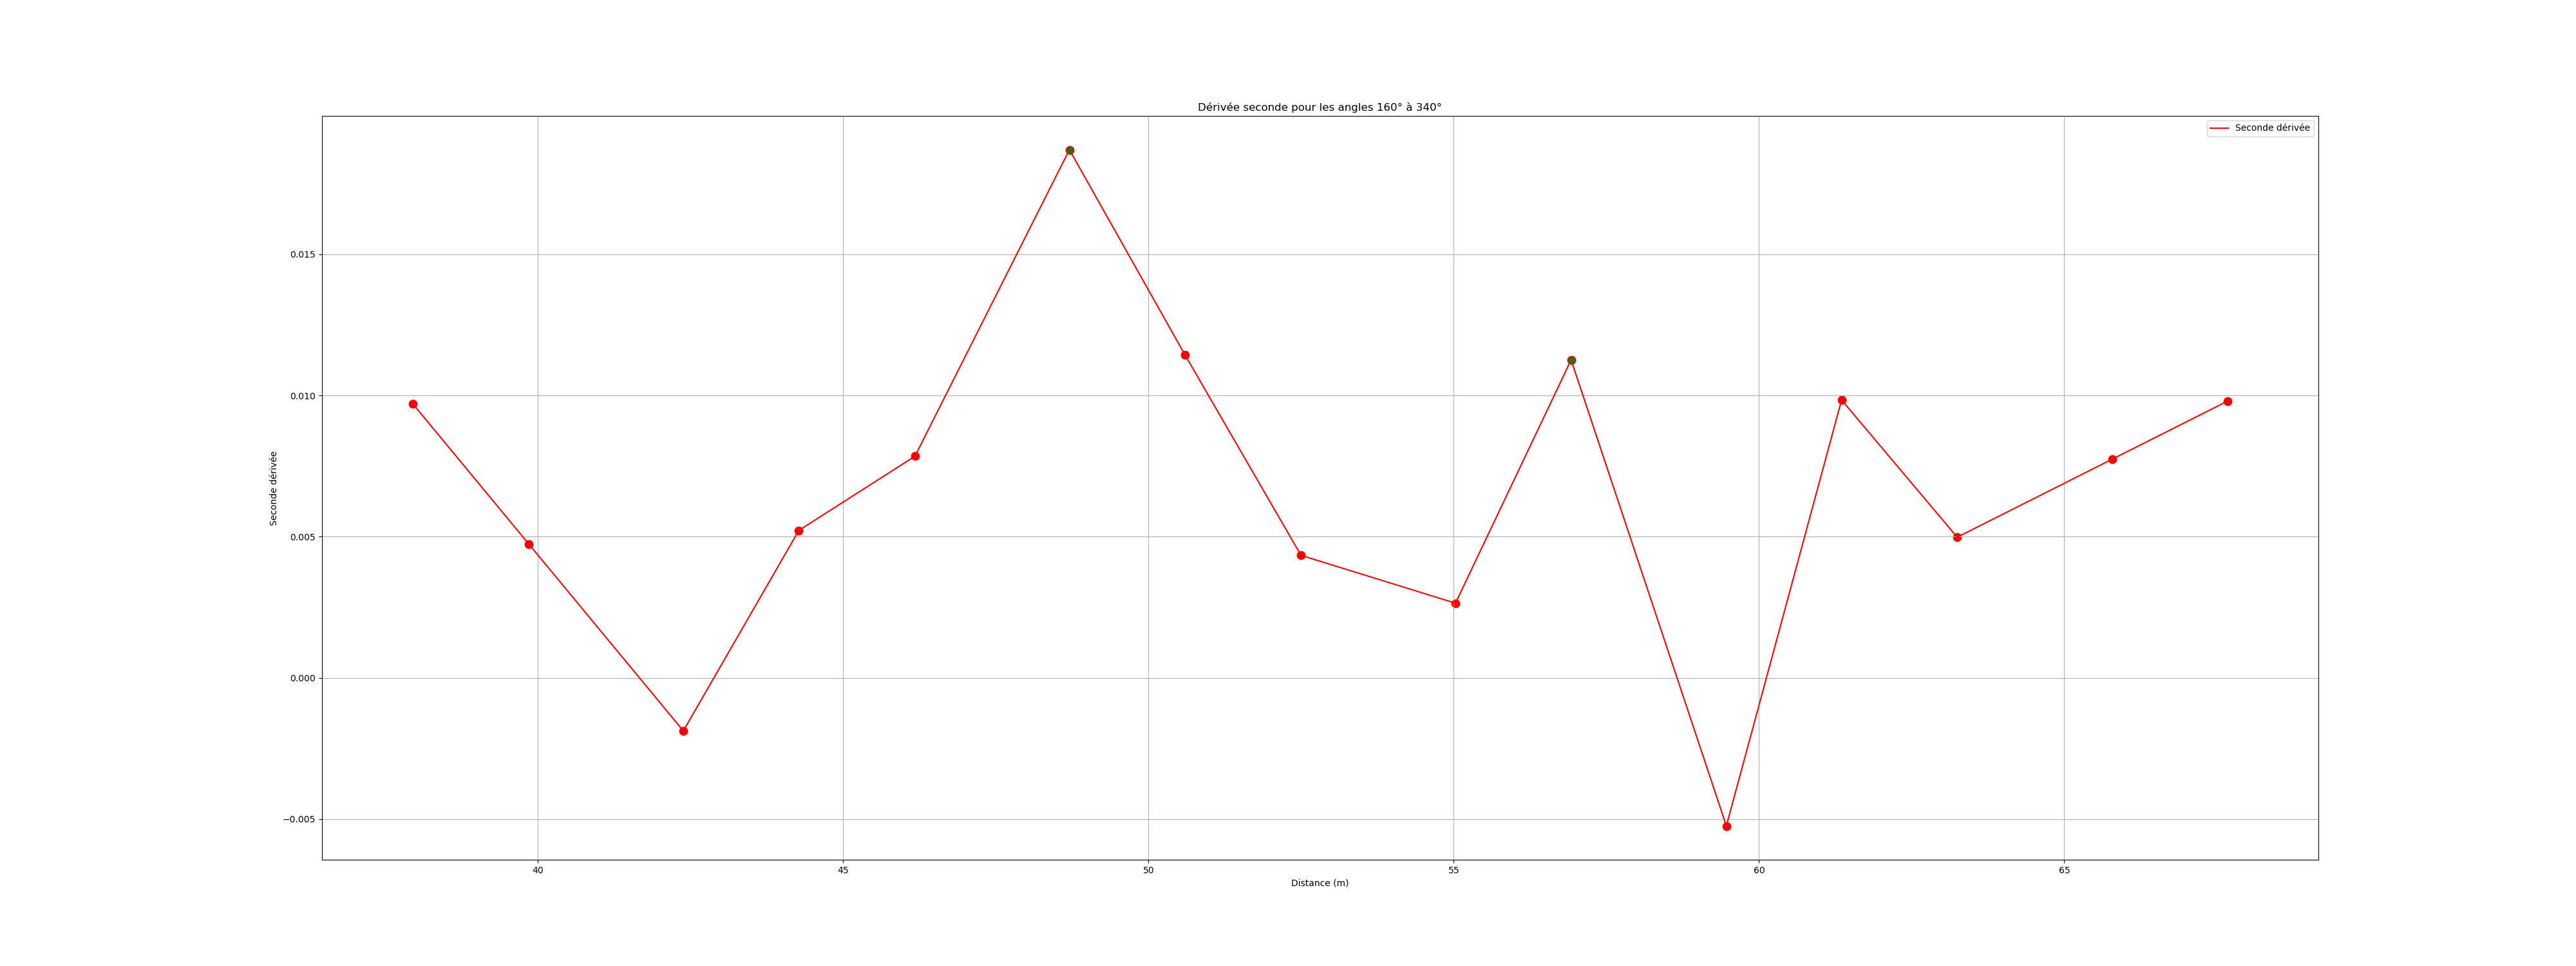 Dérivée seconde pour les angles 160° à 340°
Seconde dérivée
0.015
0.010
0.005
0.000
−0.005
Seconde dérivée
40 45 50 55 60 65
Distance (m)